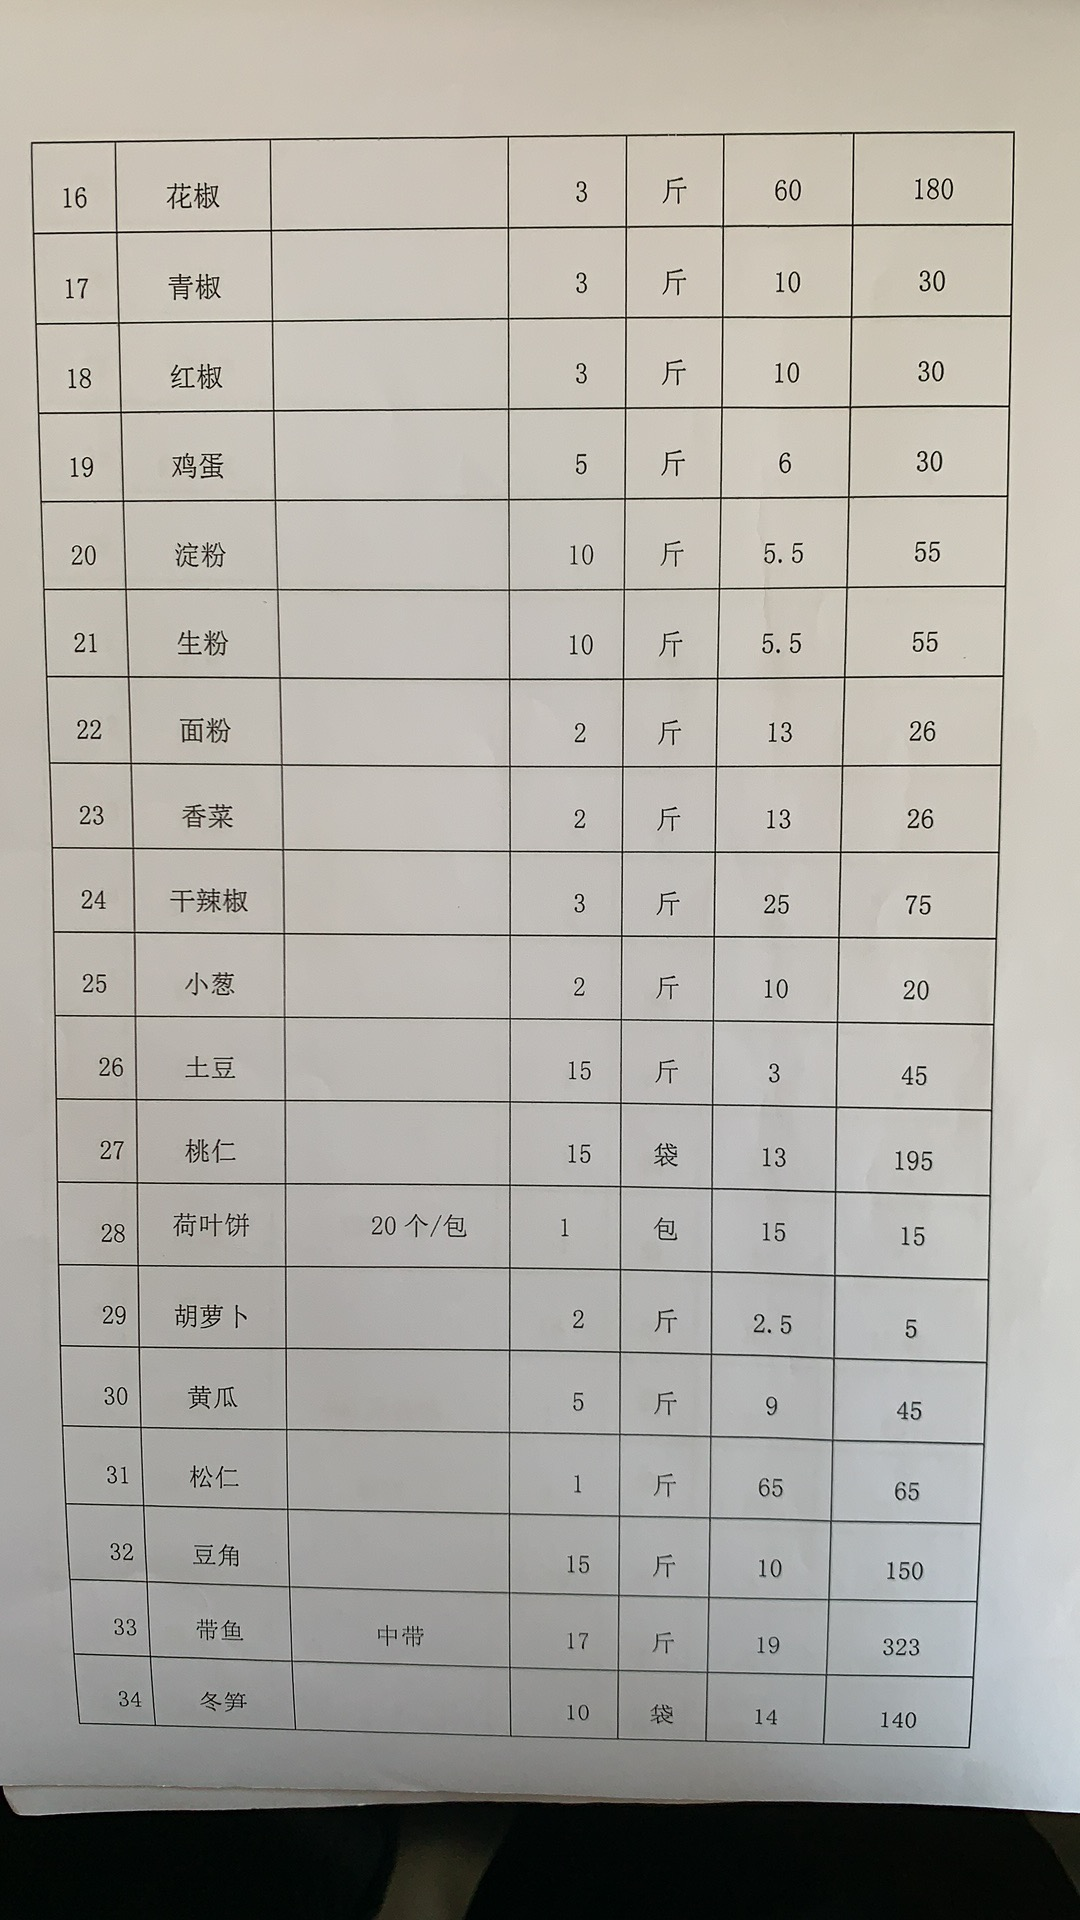 16 花椒 3 斤 60 180
17 青椒 3 斤 10 30
18 红椒 3 斤 10 30
19 鸡蛋 5 斤 6 30
20 淀粉 10 斤 5.5 55
21 生粉 10 斤 5.5 55
22 面粉 2 斤 13 26
23 香菜 2 斤 13 26
24 干辣椒 3 斤 25 75
25 小葱 2 斤 10 20
26 土豆 15 斤 3 45
27 桃仁 15 袋 13 195
28 荷叶饼 20个/包 1 包 15 15
29 胡萝卜 2 斤 2.5 5
30 黄瓜 5 斤 9 45
31 松仁 1 斤 65 65
32 豆角 15 斤 10 150
33 带鱼 中带 17 斤 19 323
34 冬笋 10 袋 14 140